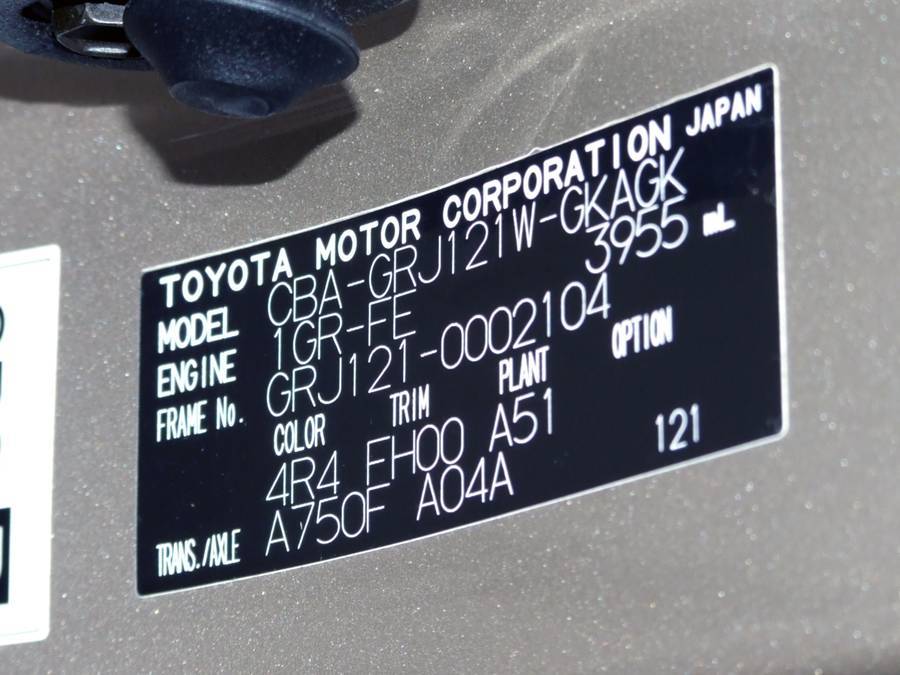 TOYOTA MOTOR CORPORATION JAPAN
MODEL CBA-GRJ121W-GKAGK
ENGINE 1GR-FE 3955 mL
FRAME No. GRJ121-0002104
COLOR TRIM PLANT OPTION
4R4 FH00 A51
TRANS./AXLE A750F A04A 121